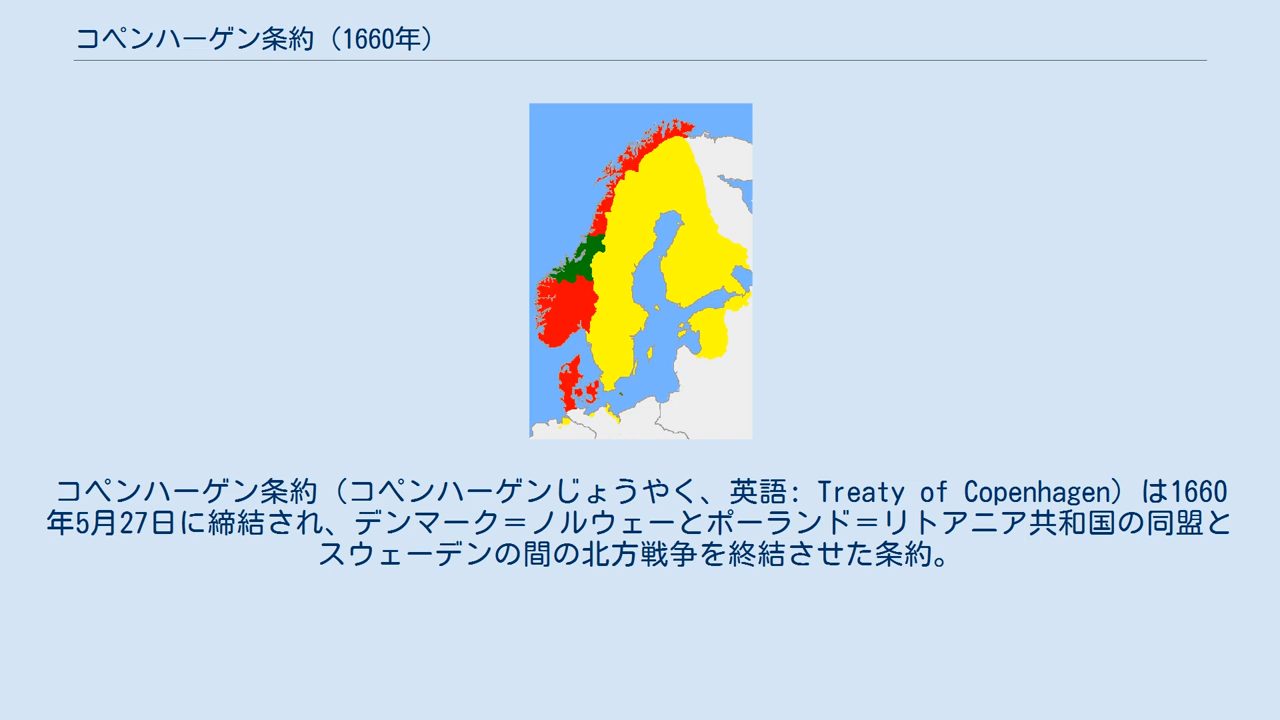 コペンハーゲン条約（1660年）
コペンハーゲン条約（コペンハーゲンじょうやく、英語: Treaty of Copenhagen）は1660
年5月27日に締結され、デンマーク＝ノルウェーとポーランド＝リトアニア共和国の同盟と
スウェーデンの間の北方戦争を終結させた条約。